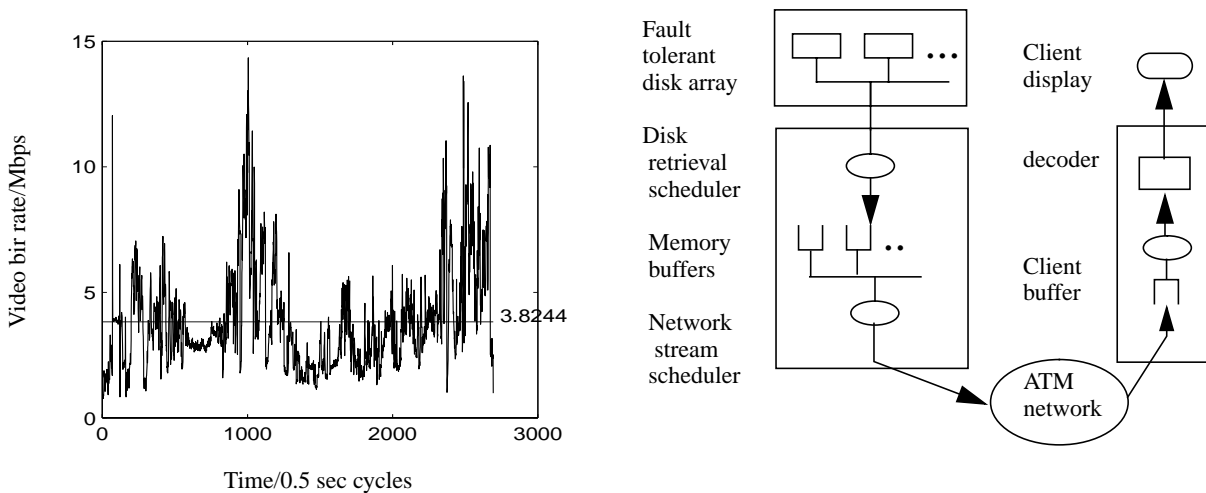 15
10
5
0
0
1000
2000
3000
3.8244
Video bir rate/Mbps
Time/0.5 sec cycles
Fault
tolerant
disk array
Disk
retrieval
scheduler
Memory
buffers
Network
stream
scheduler
ATM
network
Client
display
decoder
Client
buffer